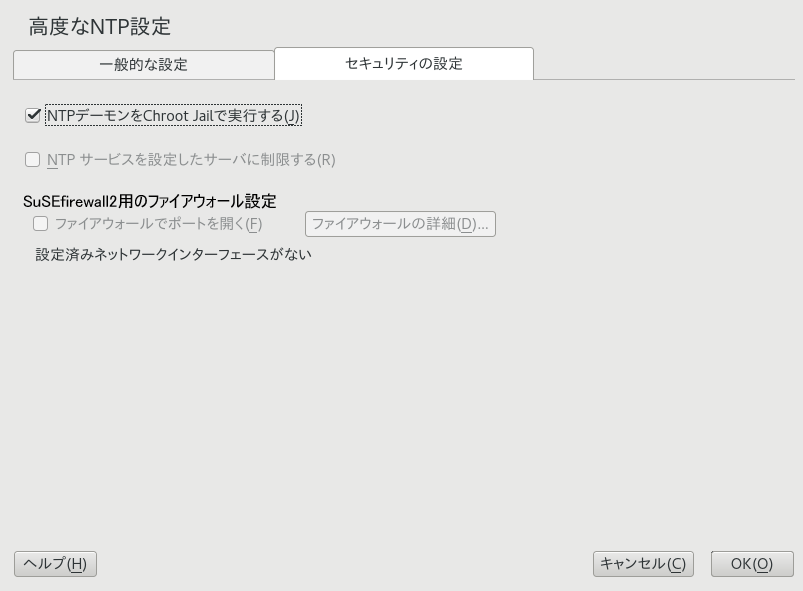 高度なNTP設定
一般的な設定 セキュリティの設定
NTPデーモンをChroot Jailで実行する(J)
NTP サービスを設定したサーバに制限する(R)
SuSEfirewall2用のファイアウォール設定
ファイアウォールでポートを開く(F) ファイアウォールの詳細(D)...
設定済みネットワークインターフェースがない
ヘルプ(H) キャンセル(C) OK(O)